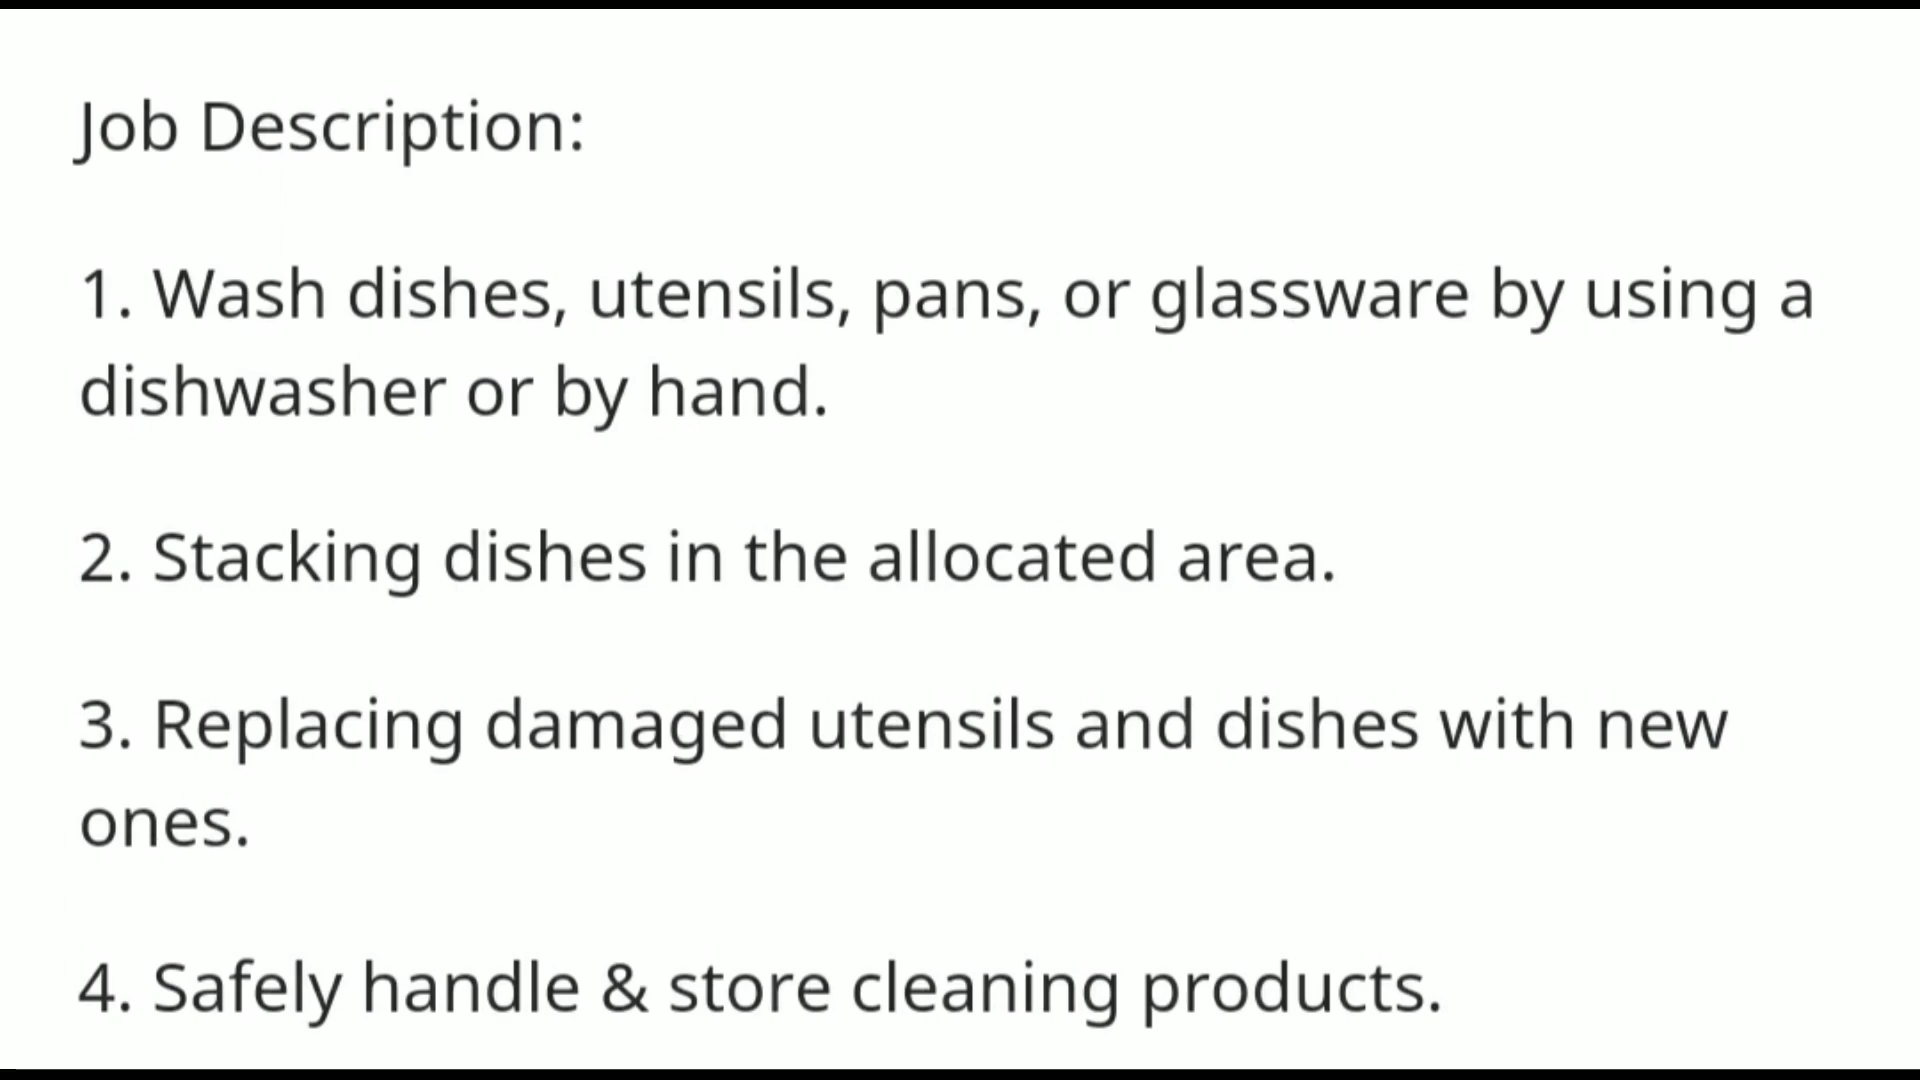 Job Description:
1. Wash dishes, utensils, pans, or glassware by using a
dishwasher or by hand.
2. Stacking dishes in the allocated area.
3. Replacing damaged utensils and dishes with new
ones.
4. Safely handle & store cleaning products.